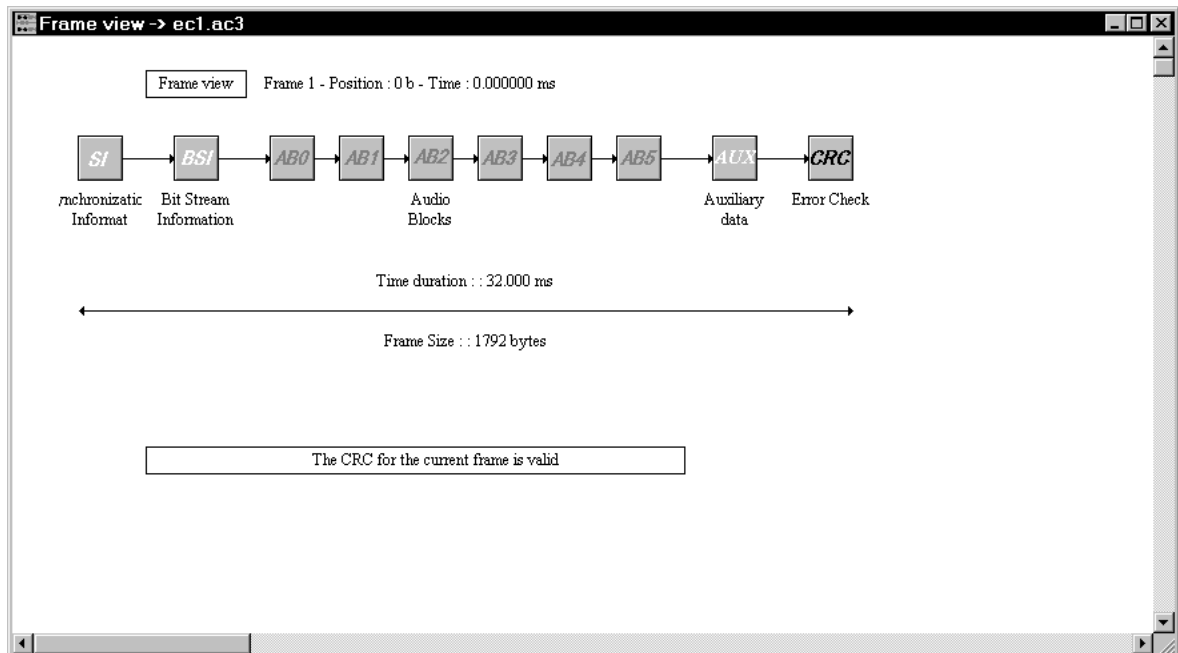 Frame view -> ec1.ac3
Frame view
Frame 1 - Position : 0 b - Time : 0.000000 ms
SI
BSI
AB0
AB1
AB2
AB3
AB4
AB5
AUX
CRC
nchronizatic
Informat
Bit Stream
Information
Audio
Blocks
Auxiliary
data
Error Check
Time duration : : 32.000 ms
Frame Size : : 1792 bytes
The CRC for the current frame is valid